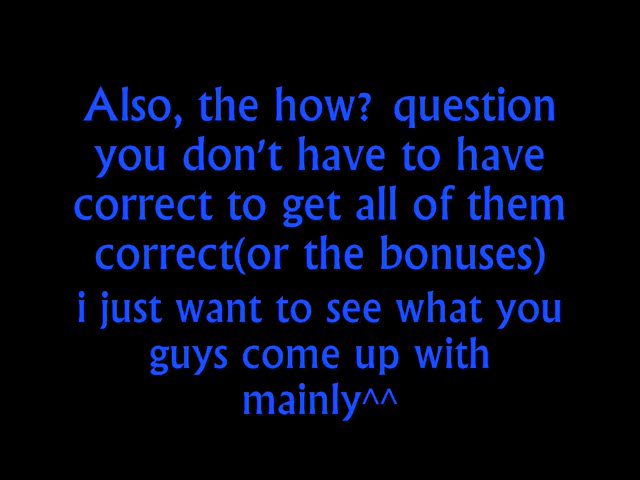 Also, the how? question
you don't have to have
correct to get all of them
correct(or the bonuses)
i just want to see what you
guys come up with
mainly^^